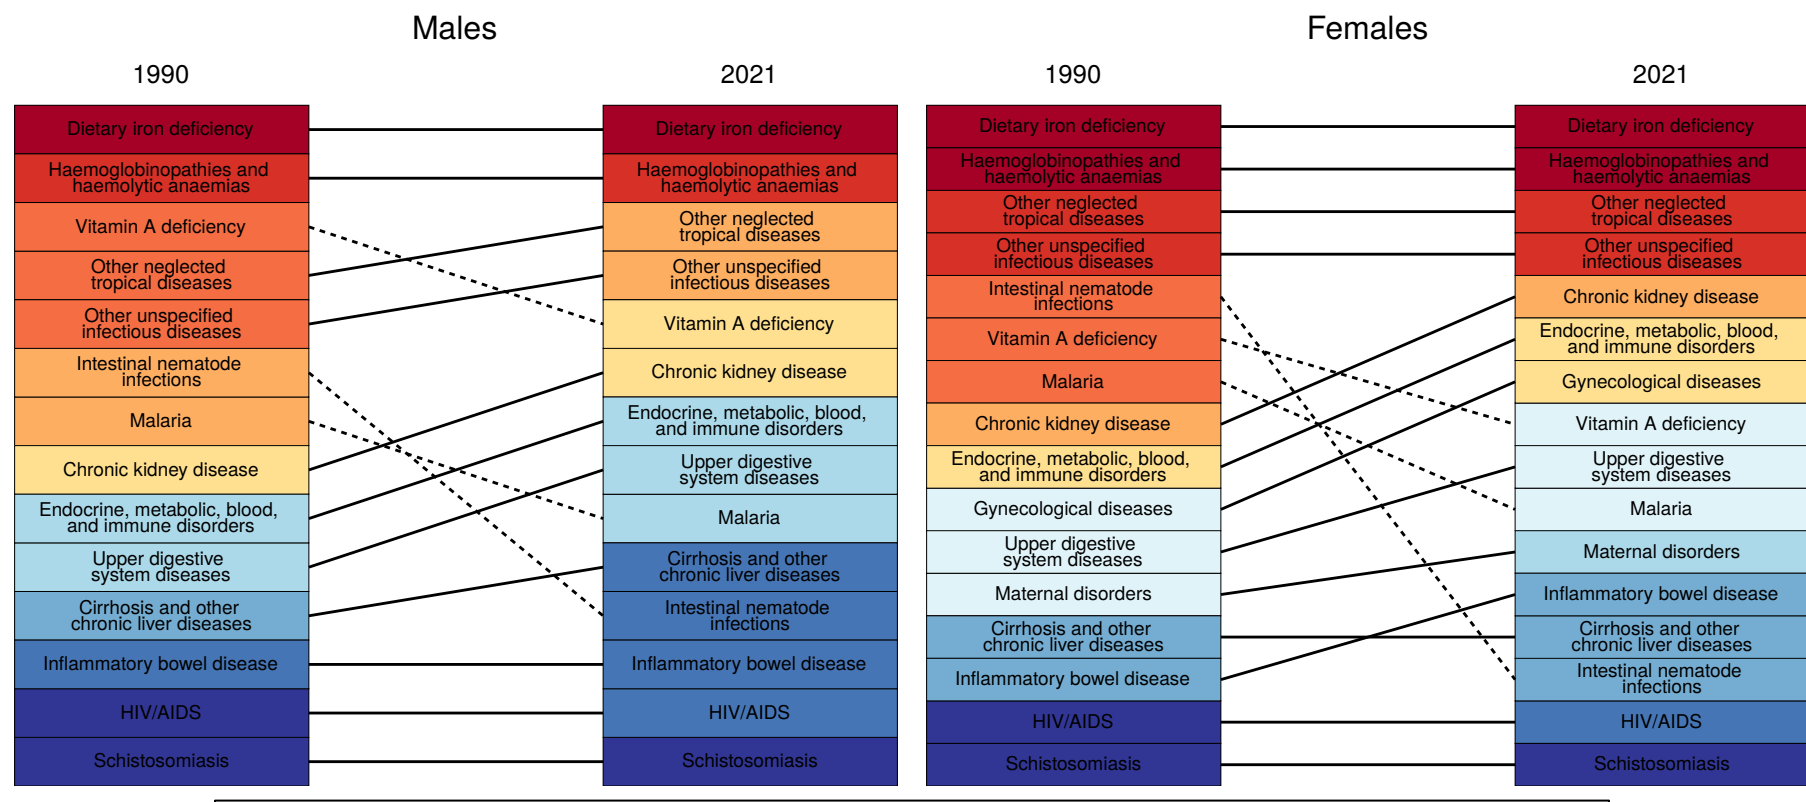 Males
1990
2021
Dietary iron deficiency
Haemoglobinopathies and
haemolytic anaemias
Vitamin A deficiency
Other neglected
tropical diseases
Other unspecified
infectious diseases
Intestinal nematode
infections
Malaria
Chronic kidney disease
Endocrine, metabolic, blood,
and immune disorders
Upper digestive
system diseases
Cirrhosis and other
chronic liver diseases
Inflammatory bowel disease
HIV/AIDS
Schistosomiasis
Dietary iron deficiency
Haemoglobinopathies and
haemolytic anaemias
Other neglected
tropical diseases
Other unspecified
infectious diseases
Vitamin A deficiency
Chronic kidney disease
Endocrine, metabolic, blood,
and immune disorders
Upper digestive
system diseases
Malaria
Cirrhosis and other
chronic liver diseases
Intestinal nematode
infections
Inflammatory bowel disease
HIV/AIDS
Schistosomiasis
Females
1990
2021
Dietary iron deficiency
Haemoglobinopathies and
haemolytic anaemias
Other neglected
tropical diseases
Other unspecified
infectious diseases
Intestinal nematode
infections
Vitamin A deficiency
Malaria
Chronic kidney disease
Endocrine, metabolic, blood,
and immune disorders
Gynecological diseases
Upper digestive
system diseases
Maternal disorders
Cirrhosis and other
chronic liver diseases
Inflammatory bowel disease
HIV/AIDS
Schistosomiasis
Dietary iron deficiency
Haemoglobinopathies and
haemolytic anaemias
Other neglected
tropical diseases
Other unspecified
infectious diseases
Chronic kidney disease
Endocrine, metabolic, blood,
and immune disorders
Gynecological diseases
Vitamin A deficiency
Upper digestive
system diseases
Malaria
Maternal disorders
Inflammatory bowel disease
Cirrhosis and other
chronic liver diseases
Intestinal nematode
infections
HIV/AIDS
Schistosomiasis